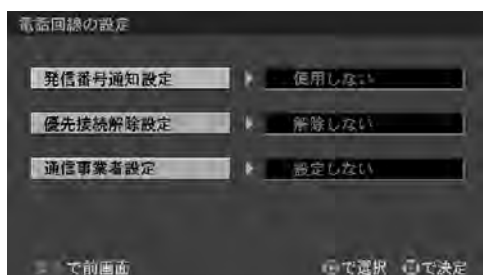 電話回線の設定
発信番号通知設定 使用しない
優先接続解除設定 解除しない
通信事業者設定 設定しない
で前画面 で選択 で決定